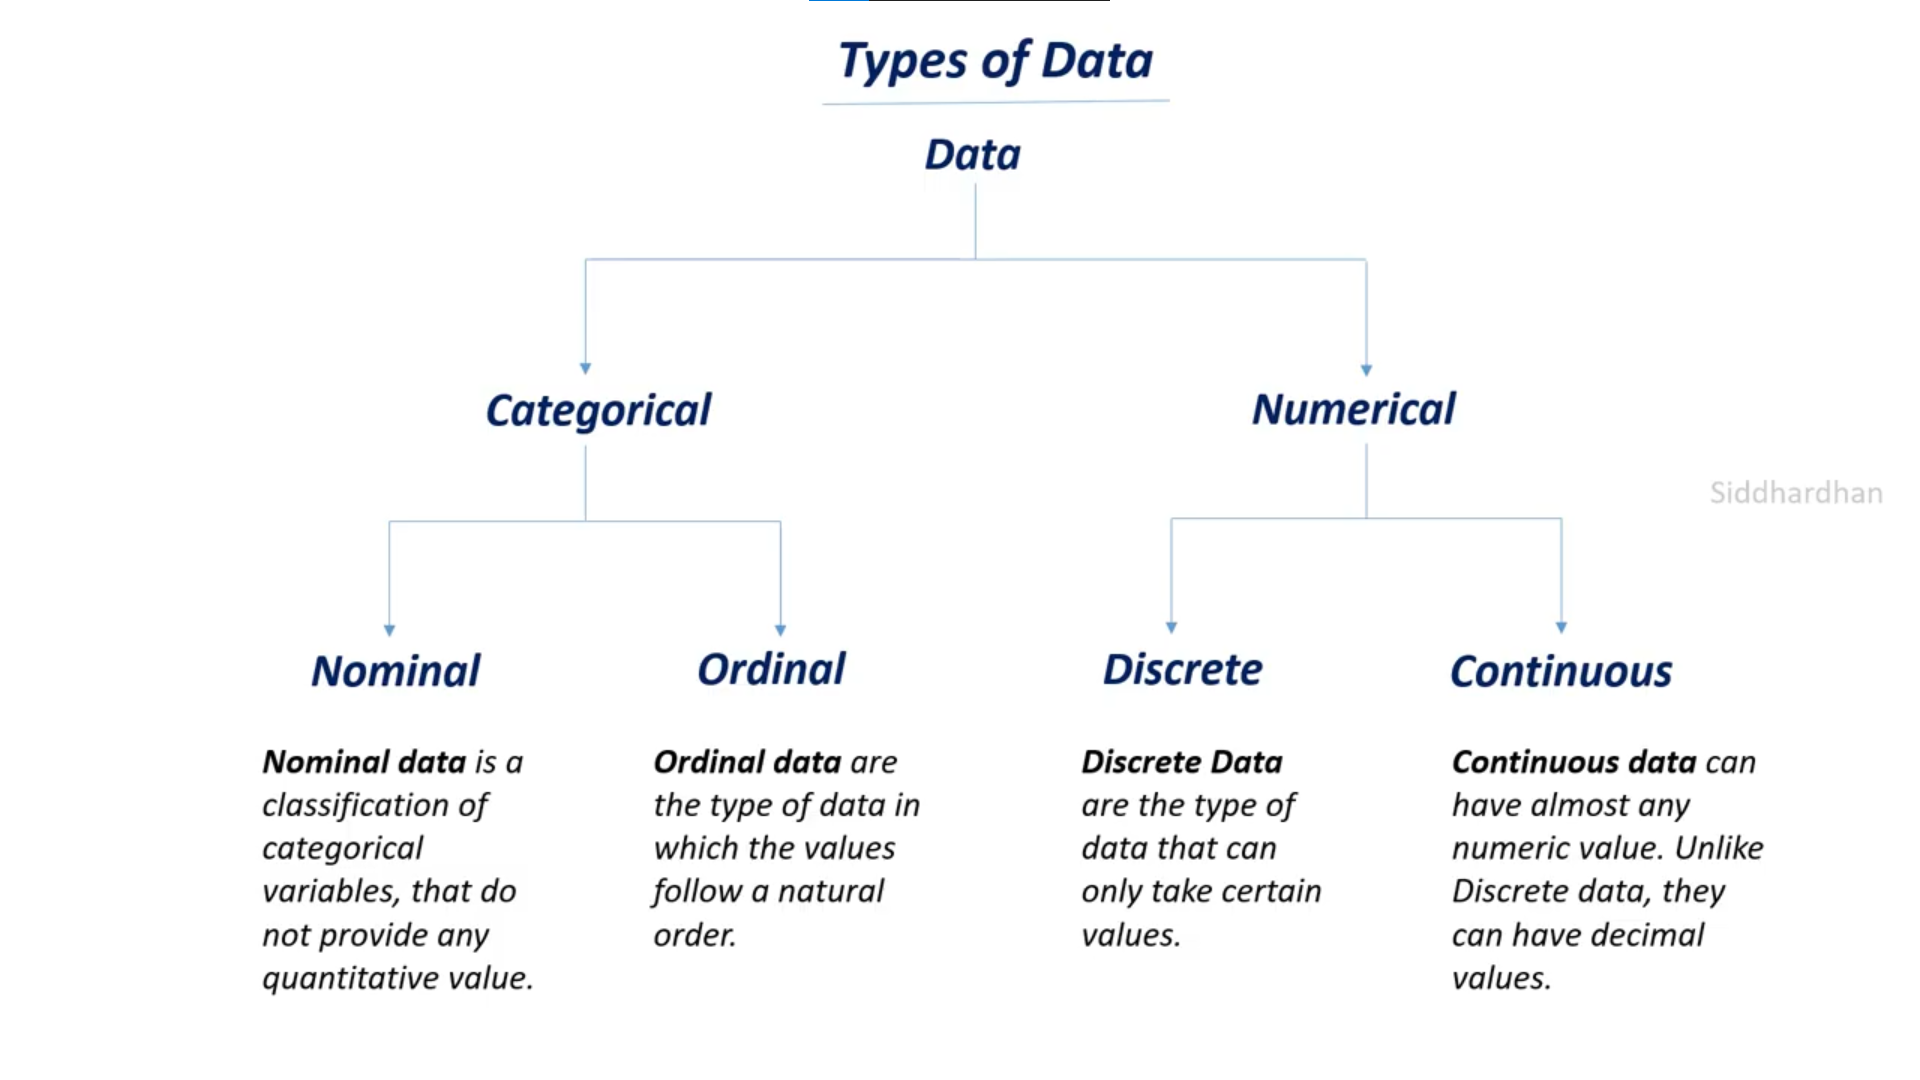 Types of Data
Data
Categorical
Numerical
Siddhardhan
Nominal
Ordinal
Discrete
Continuous
Nominal data is a
classification of
categorical
variables, that do
not provide any
quantitative value.
Ordinal data are
the type of data in
which the values
follow a natural
order.
Discrete Data
are the type of
data that can
only take certain
values.
Continuous data can
have almost any
numeric value. Unlike
Discrete data, they
can have decimal
values.